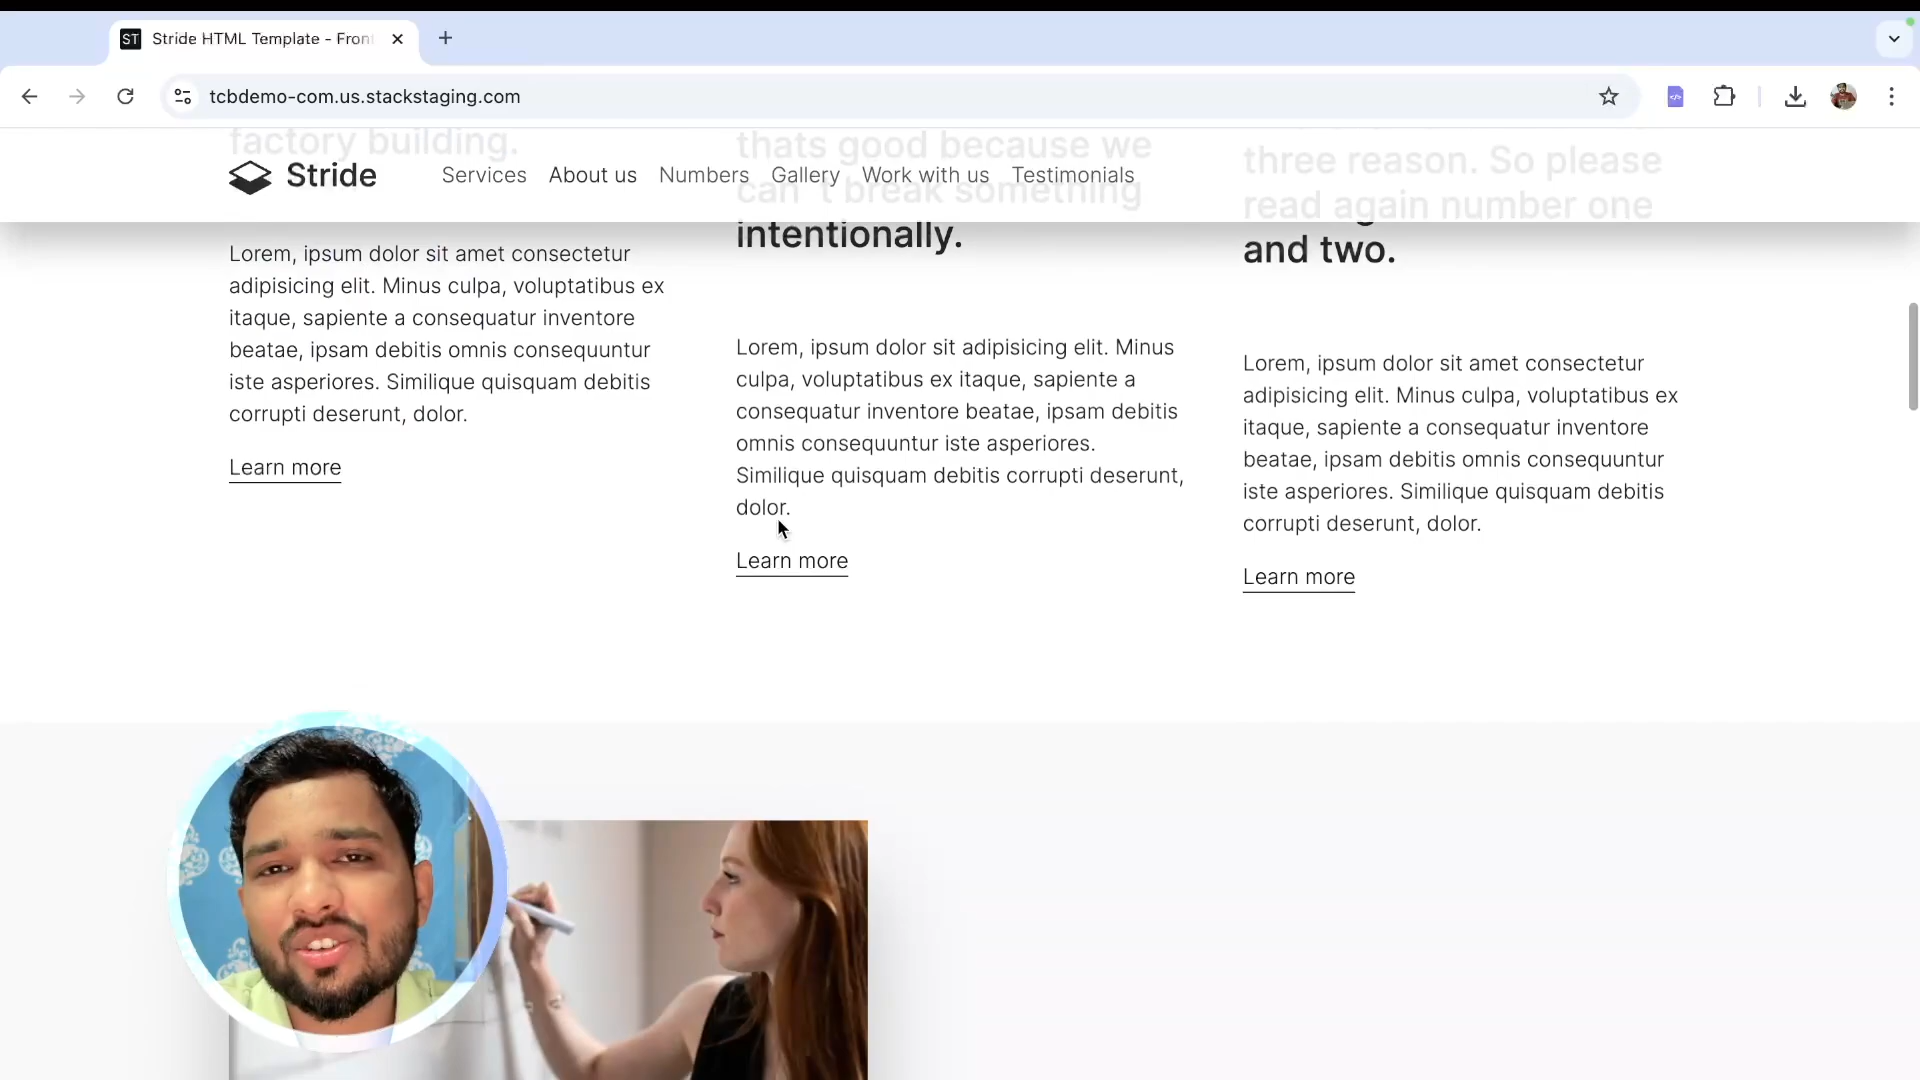 ST Stride HTML Template - Front
tcbdemo-com.us.stackstaging.com
Stride
Services About us Numbers Gallery Work with us Testimonials
factory building.
Lorem, ipsum dolor sit amet consectetur
adipisicing elit. Minus culpa, voluptatibus ex
itaque, sapiente a consequatur inventore
beatae, ipsam debitis omnis consequuntur
iste asperiores. Similique quisquam debitis
corrupti deserunt, dolor.
Learn more
thats good because we
can´t break something
intentionally.
Lorem, ipsum dolor sit adipisicing elit. Minus
culpa, voluptatibus ex itaque, sapiente a
consequatur inventore beatae, ipsam debitis
omnis consequuntur iste asperiores.
Similique quisquam debitis corrupti deserunt,
dolor.
Learn more
three reason. So please
read again number one
and two.
Lorem, ipsum dolor sit amet consectetur
adipisicing elit. Minus culpa, voluptatibus ex
itaque, sapiente a consequatur inventore
beatae, ipsam debitis omnis consequuntur
iste asperiores. Similique quisquam debitis
corrupti deserunt, dolor.
Learn more